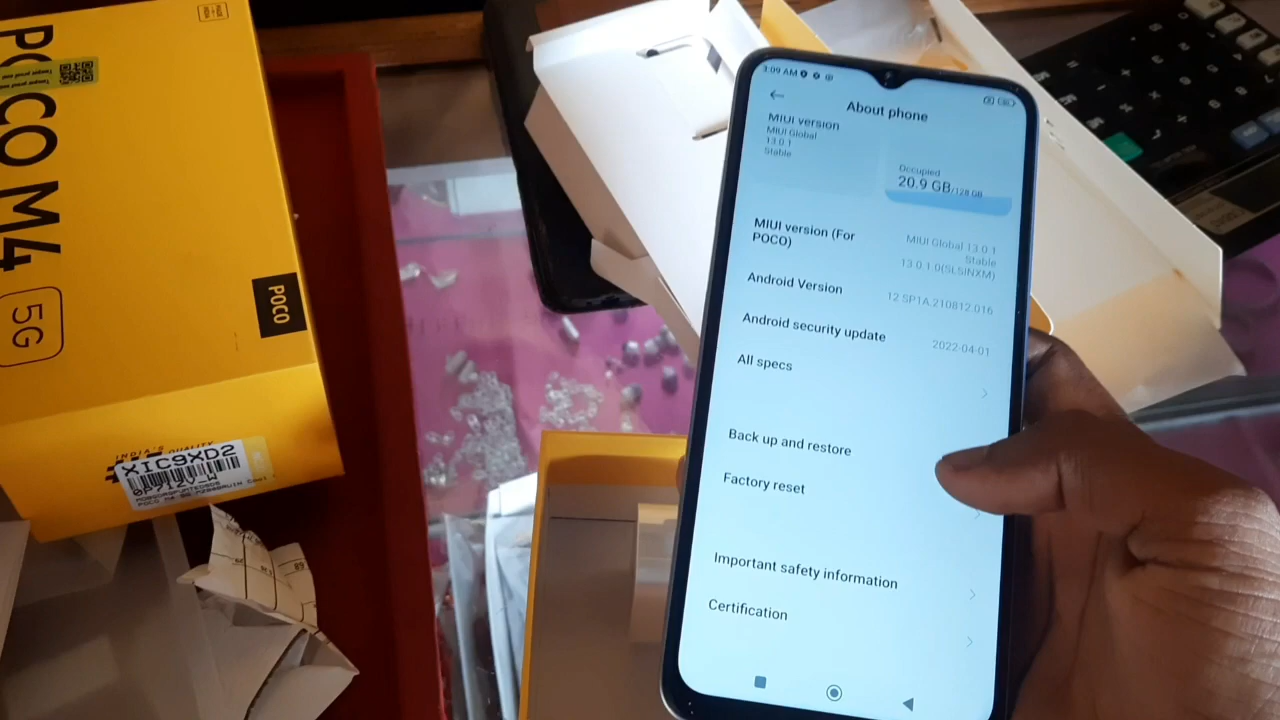 POCO M4
5G
POCO
INDIA'S
QUALITY
XIC9XD2
3:09 AM
About phone
MIUI version
MIUI Global
13.0.1
Stable
Occupied
20.9 GB/128 GB
MIUI version (For
POCO)
MIUI Global 13.0.1
Stable
13.0.1.0(SLSINXM)
Android Version
12 SP1A.210812.016
Android security update
2022-04-01
All specs
Back up and restore
Factory reset
Important safety information
Certification